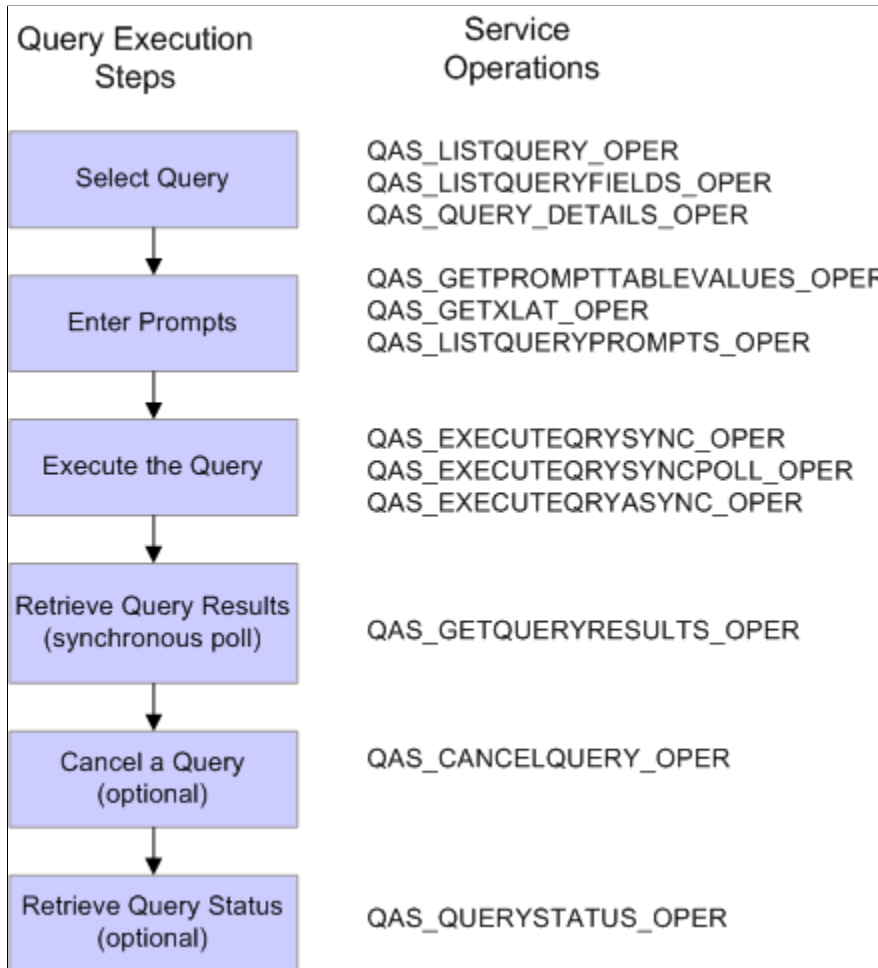 Query Execution
Steps
Service
Operations
Select Query
QAS_LISTQUERY_OPER
QAS_LISTQUERYFIELDS_OPER
QAS_QUERY_DETAILS_OPER
Enter Prompts
QAS_GETPROMPTTABLEVALUES_OPER
QAS_GETXLAT_OPER
QAS_LISTQUERYPROMPTS_OPER
Execute the Query
QAS_EXECUTEQRYSYNC_OPER
QAS_EXECUTEQRYSYNCPOLL_OPER
QAS_EXECUTEQRYASYNC_OPER
Retrieve Query Results
(synchronous poll)
QAS_GETQUERYRESULTS_OPER
Cancel a Query
(optional)
QAS_CANCELQUERY_OPER
Retrieve Query Status
(optional)
QAS_QUERYSTATUS_OPER